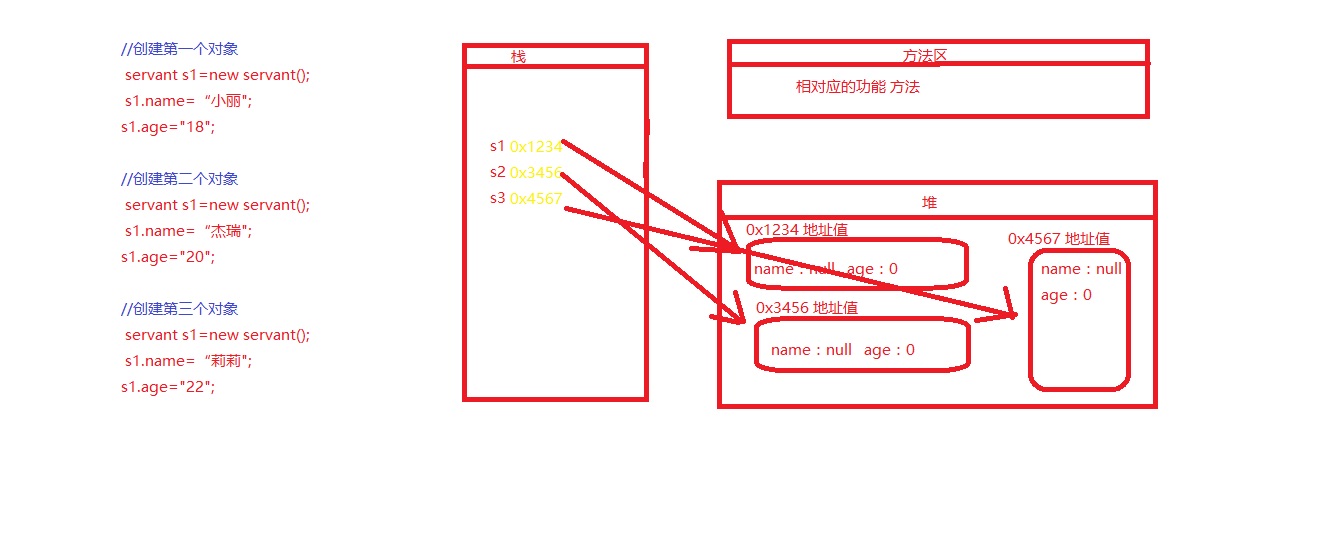 //创建第一个对象
servant s1=new servant();
s1.name=“小丽";
s1.age="18";
//创建第二个对象
servant s1=new servant();
s1.name=“杰瑞";
s1.age="20";
//创建第三个对象
servant s1=new servant();
s1.name=“莉莉";
s1.age="22";
栈
s1 0x1234
s2 0x3456
s3 0x4567
方法区
相对应的功能 方法
堆
0x1234 地址值
name：null age：0
0x3456 地址值
name：null age：0
0x4567 地址值
name：null
age：0